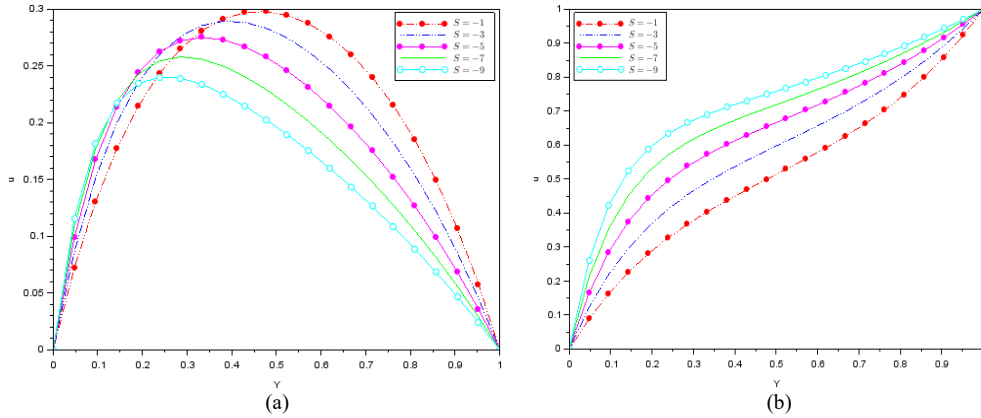 0.3
0.25
0.2
0.15
0.1
0.05
0
u
S = −1
S = −3
S = −5
S = −7
S = −9
0 0.1 0.2 0.3 0.4 0.5 0.6 0.7 0.8 0.9 1
Y
(a)
1
0.9
0.8
0.7
0.6
0.5
0.4
0.3
0.2
0.1
0
u
S = −1
S = −3
S = −5
S = −7
S = −9
0 0.1 0.2 0.3 0.4 0.5 0.6 0.7 0.8 0.9
Y
(b)